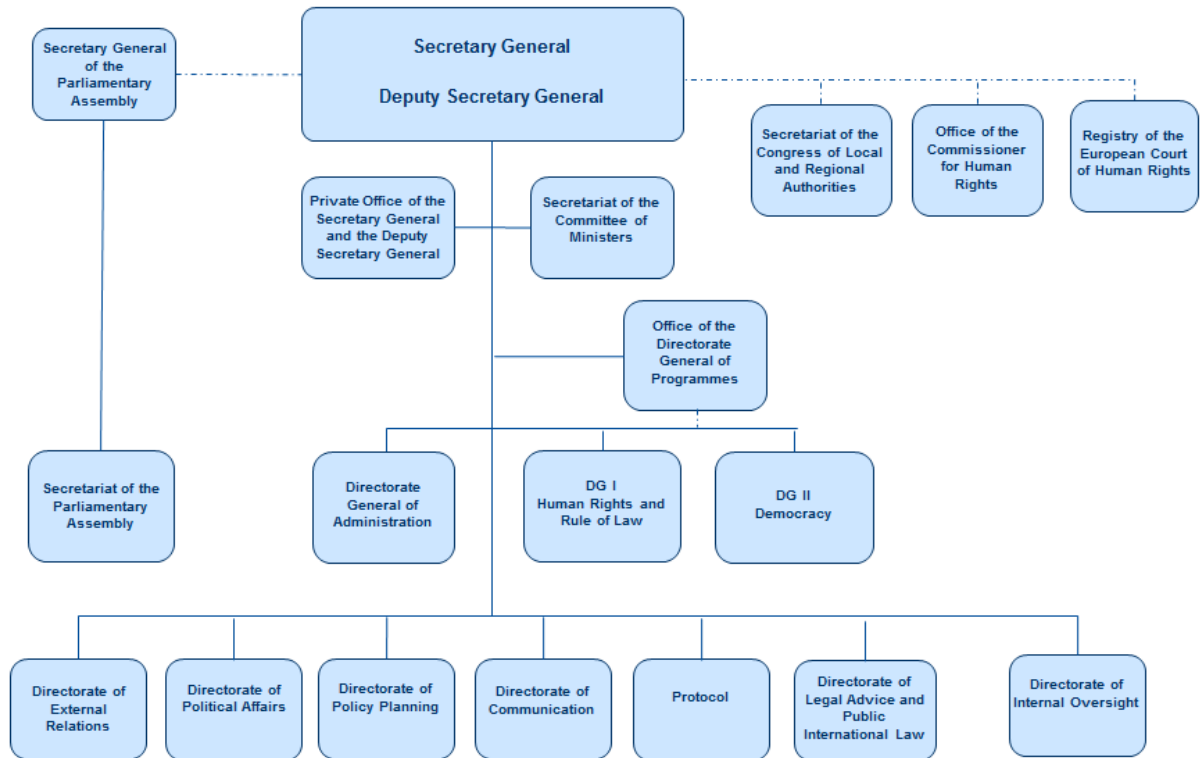 Secretary General
Deputy Secretary General
Secretary General
of the
Parliamentary
Assembly
Secretariat of the
Congress of Local
and Regional
Authorities
Office of the
Commissioner
for Human
Rights
Registry of the
European Court
of Human Rights
Private Office of the
Secretary General
and the Deputy
Secretary General
Secretariat of the
Committee of
Ministers
Office of the
Directorate
General of
Programmes
Secretariat of the
Parliamentary
Assembly
Directorate
General of
Administration
DG I
Human Rights and
Rule of Law
DG II
Democracy
Directorate of
External
Relations
Directorate of
Political Affairs
Directorate of
Policy Planning
Directorate of
Communication
Protocol
Directorate of
Legal Advice and
Public
International Law
Directorate of
Internal Oversight